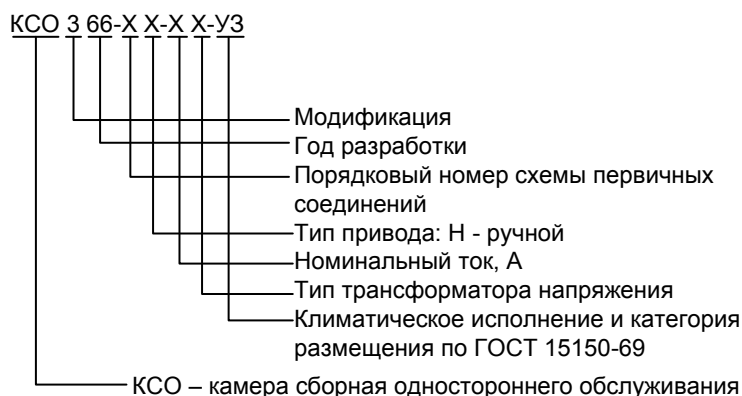 КСО 3 66-Х Х-Х Х-УЗ
Модификация
Год разработки
Порядковый номер схемы первичных
соединений
Тип привода: Н - ручной
Номинальный ток, А
Тип трансформатора напряжения
Климатическое исполнение и категория
размещения по ГОСТ 15150-69
КСО – камера сборная одностороннего обслуживания